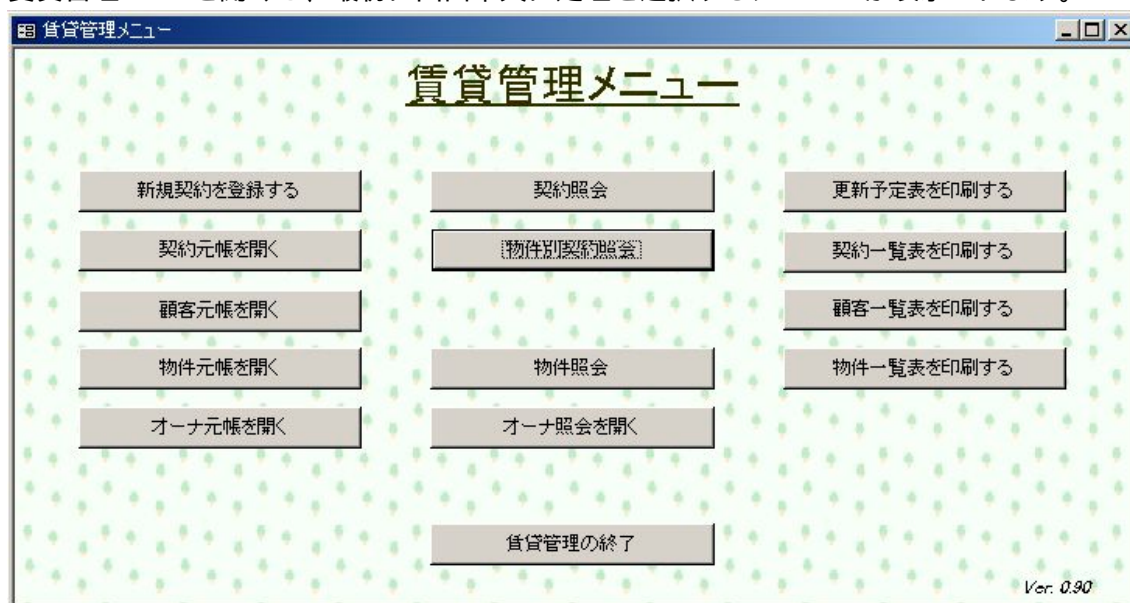 賃貸管理メニュー
賃貸管理メニュー
新規契約を登録する
契約照会
更新予定表を印刷する
契約元帳を開く
物件別契約照会
契約一覧表を印刷する
顧客元帳を開く
顧客一覧表を印刷する
物件元帳を開く
物件照会
物件一覧表を印刷する
オーナ元帳を開く
オーナ照会を開く
賃貸管理の終了
Ver. 0.90